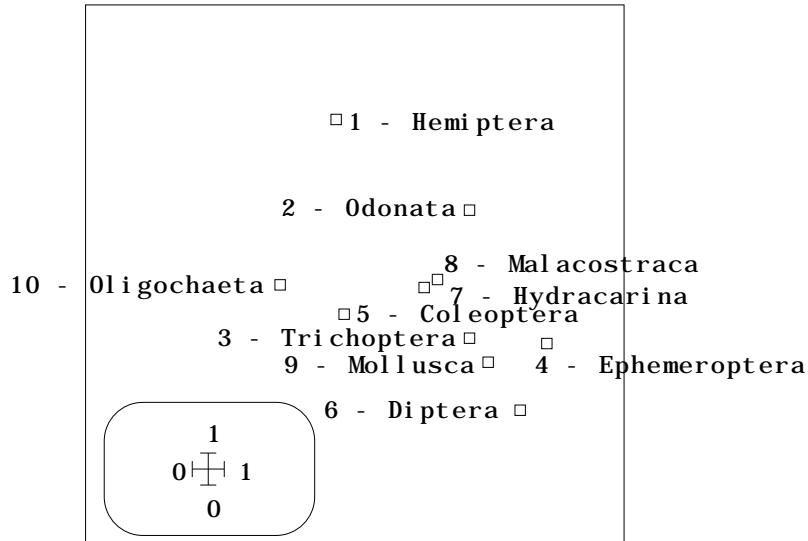 1 - Hemiptera
2 - Odonata
8 - Malacostraca
10 - Oligochaeta
7 - Hydracarina
5 - Coleoptera
3 - Trichoptera
9 - Mollusca
4 - Ephemeroptera
6 - Diptera
1
0 1
0